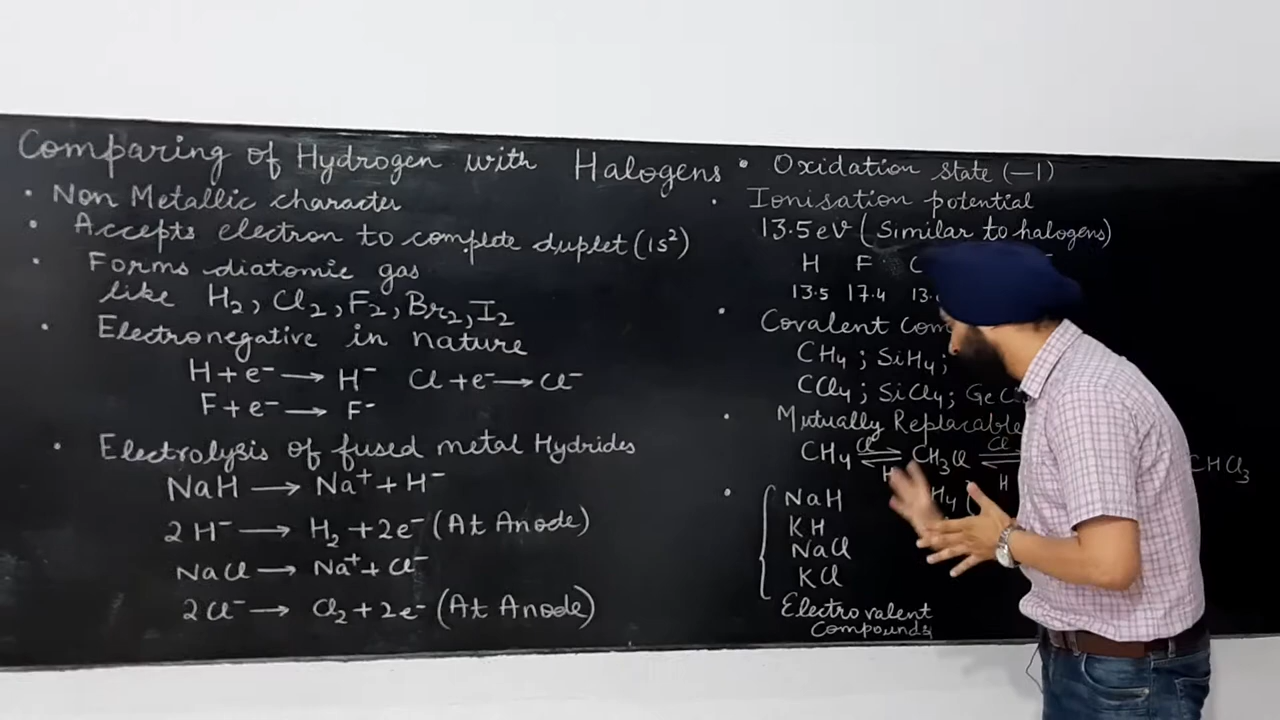 Comparing of Hydrogen with Halogens
• Non Metallic character
• Accepts electron to complete duplet (1s²)
• Forms diatomic gas
like H₂, Cl₂, F₂, Br₂, I₂
• Electronegative in nature
H + e⁻ → H⁻ Cl + e⁻ → Cl⁻
F + e⁻ → F⁻
• Electrolysis of fused metal Hydrides
NaH → Na⁺ + H⁻
2H⁻ → H₂ + 2e⁻ (At Anode)
NaCl → Na⁺ + Cl⁻
2Cl⁻ → Cl₂ + 2e⁻ (At Anode)
• Oxidation state (−1)
• Ionisation potential
13.5 eV (Similar to halogens)
H F
13.5 17.4
• Covalent
CH₄ ; SiH₄ ;
CCl₄ ; SiCl₄ ;
• Mutually Replacable
CH₄ ⇌ CH₃Cl ⇌ CHCl₃
• { NaH
KH
NaCl
KCl
Electrovalent
Compounds